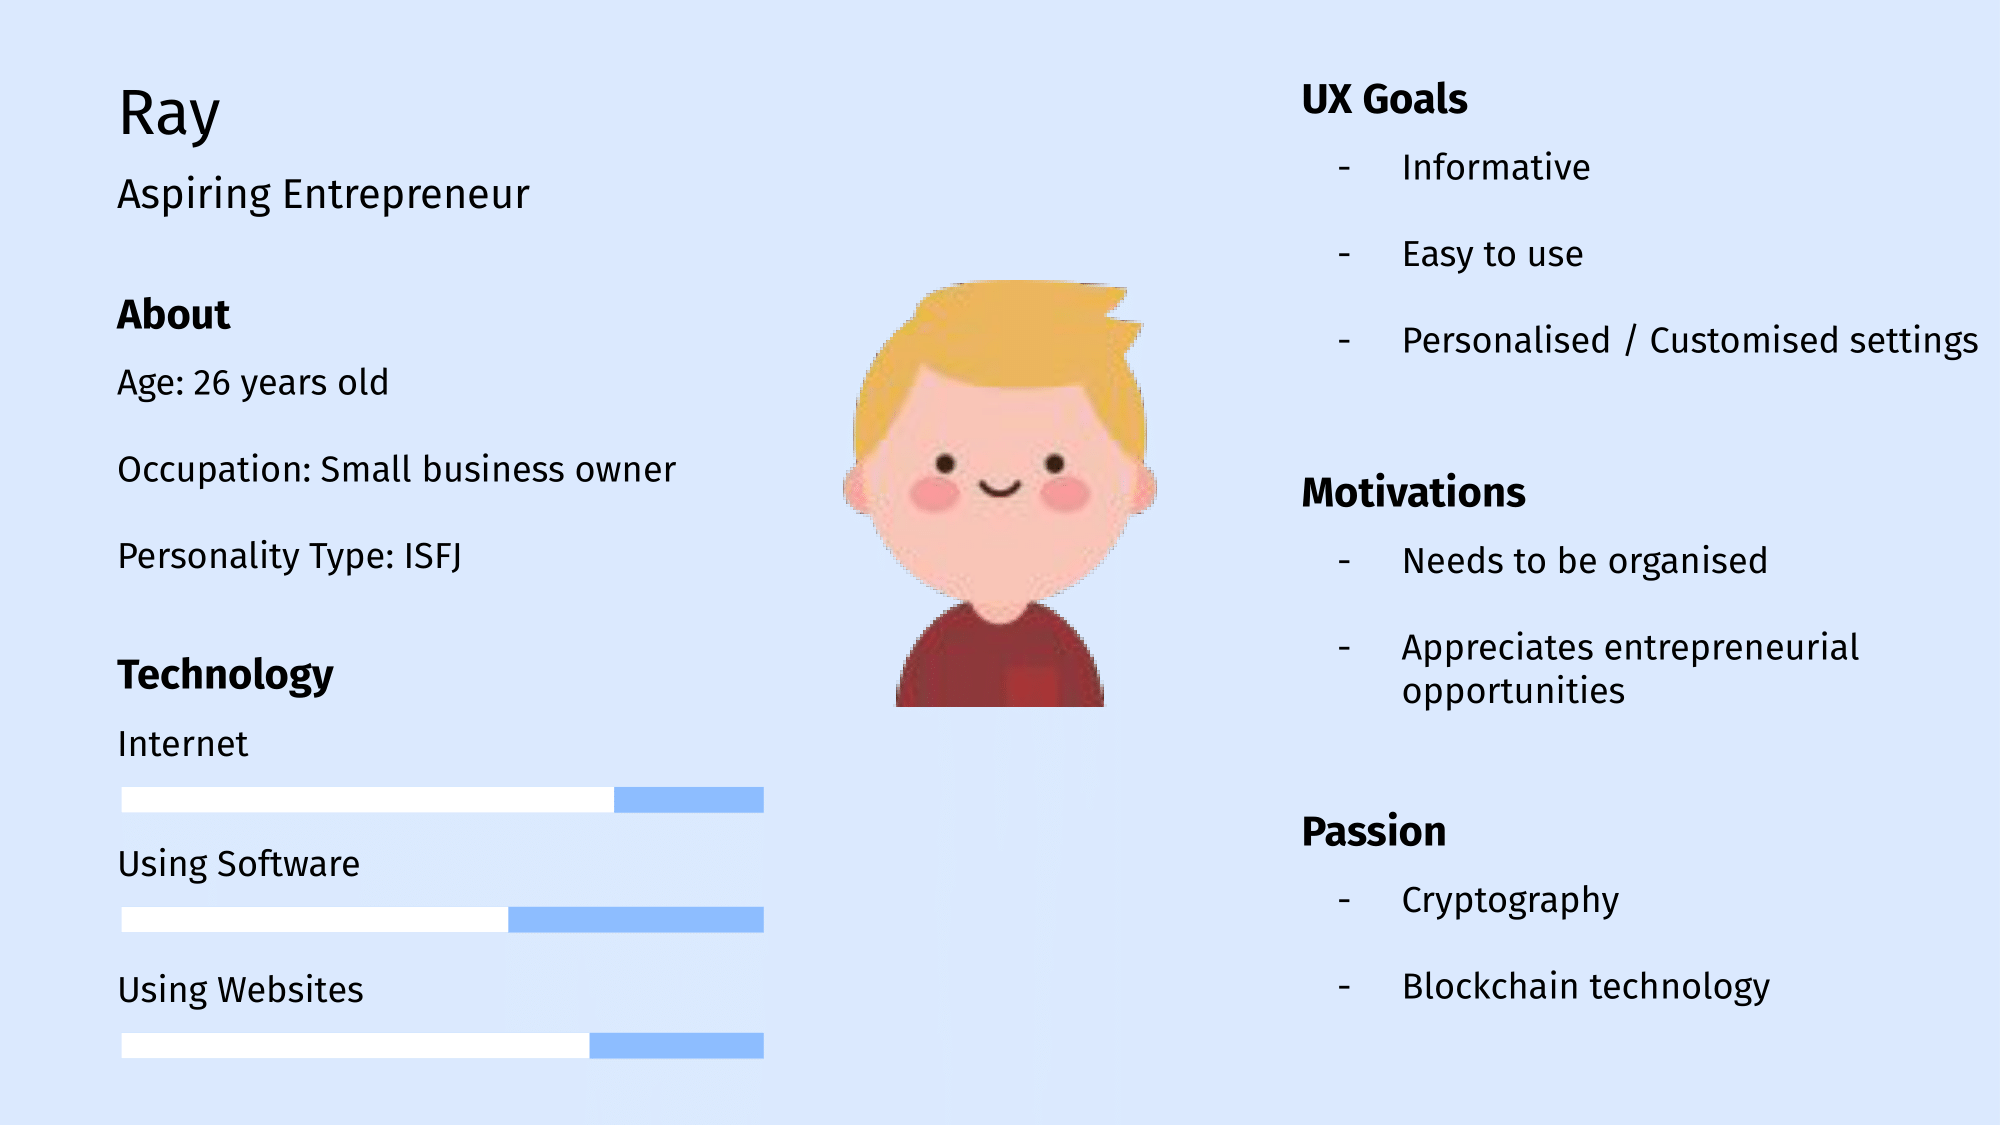 Ray
Aspiring Entrepreneur
About
Age: 26 years old
Occupation: Small business owner
Personality Type: ISFJ
Technology
Internet
Using Software
Using Websites
UX Goals
- Informative
- Easy to use
- Personalised / Customised settings
Motivations
- Needs to be organised
- Appreciates entrepreneurial
opportunities
Passion
- Cryptography
- Blockchain technology